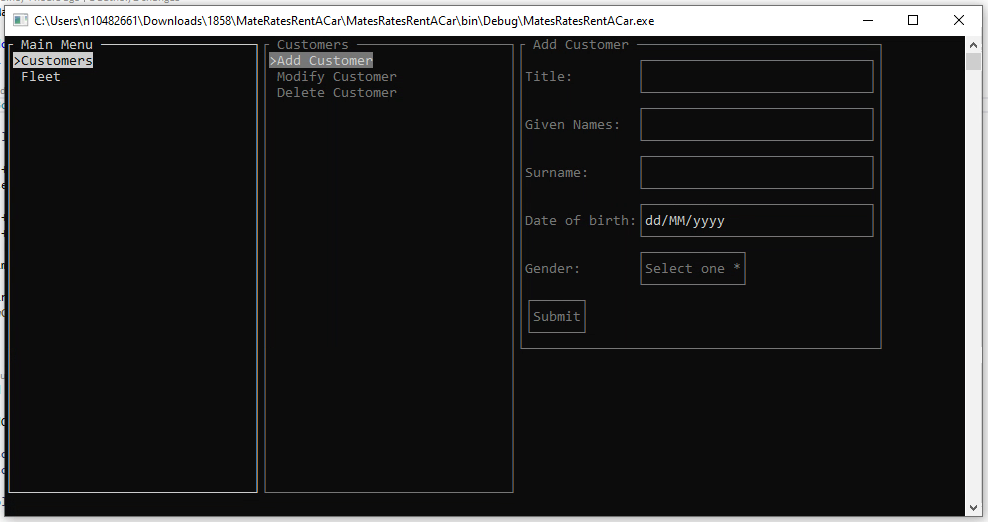 C:\Users\n10482661\Downloads\1858\MateRatesRentACar\MatesRatesRentACar\bin\Debug\MatesRatesRentACar.exe
Main Menu
>Customers
Fleet
Customers
>Add Customer
Modify Customer
Delete Customer
Add Customer
Title:
Given Names:
Surname:
Date of birth: dd/MM/yyyy
Gender: Select one *
Submit